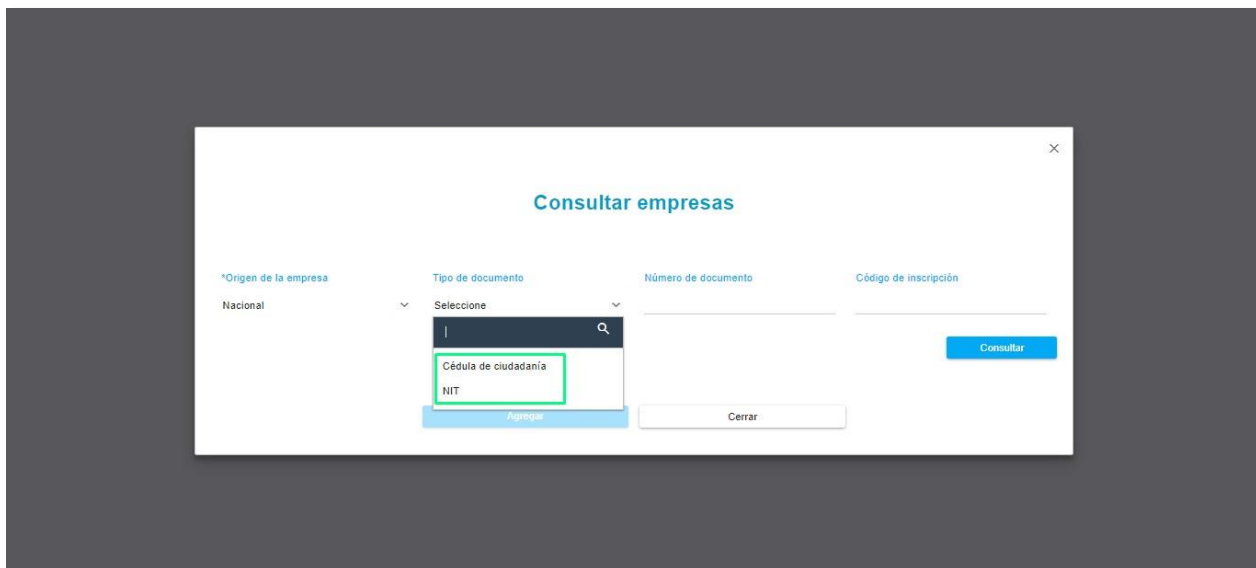 Consultar empresas
*Origen de la empresa
Tipo de documento
Número de documento
Código de inscripción
Nacional
Seleccione
Consultar
Cédula de ciudadanía
NIT
Agregar
Cerrar